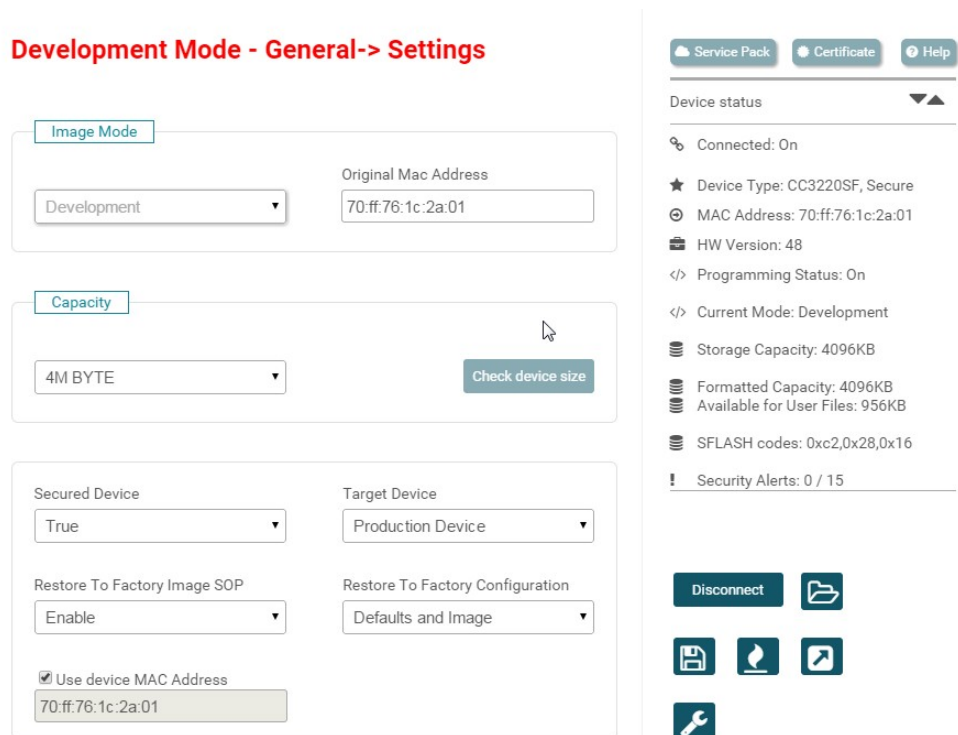 Development Mode - General-> Settings
Image Mode
Original Mac Address
Development
70:ff:76:1c:2a:01
Capacity
4M BYTE
Check device size
Secured Device
Target Device
True
Production Device
Restore To Factory Image SOP
Restore To Factory Configuration
Enable
Defaults and Image
Use device MAC Address
70:ff:76:1c:2a:01
Service Pack
Certificate
Help
Device status
Connected: On
Device Type: CC3220SF, Secure
MAC Address: 70:ff:76:1c:2a:01
HW Version: 48
</> Programming Status: On
</> Current Mode: Development
Storage Capacity: 4096KB
Formatted Capacity: 4096KB
Available for User Files: 956KB
SFLASH codes: 0xc2,0x28,0x16
! Security Alerts: 0 / 15
Disconnect